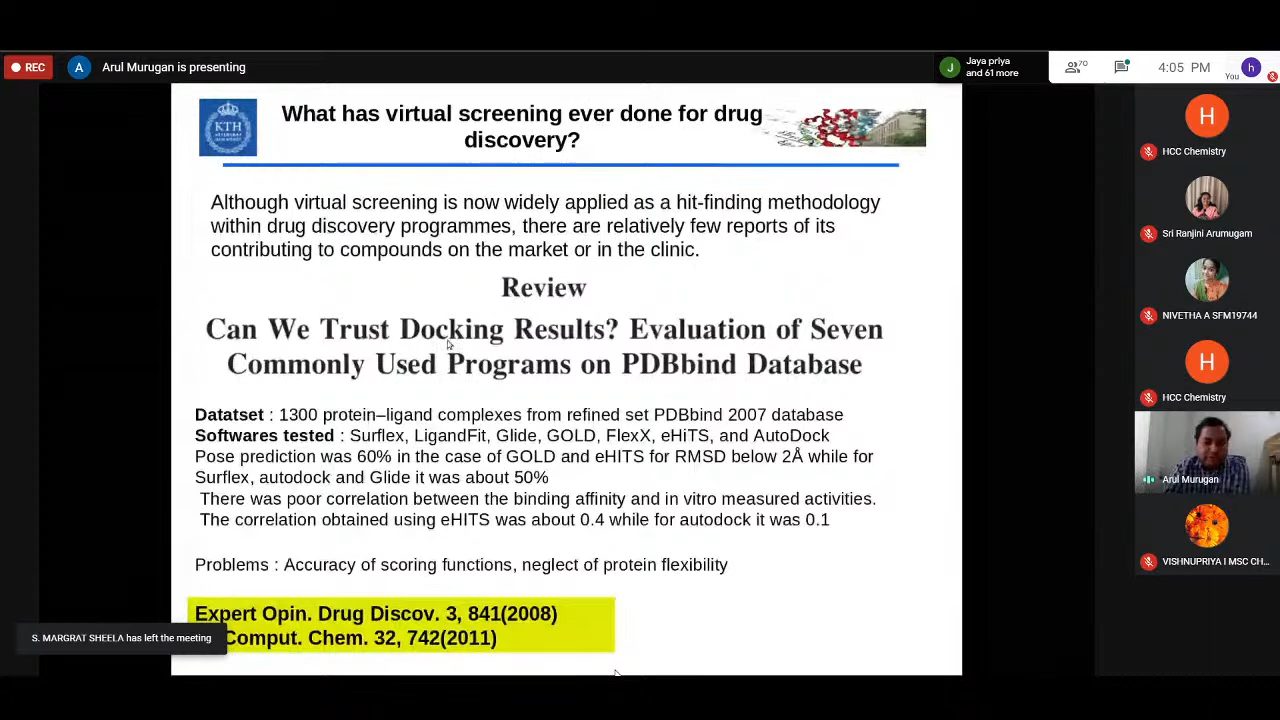 REC
A
Arul Murugan is presenting
J
Jaya priya
and 61 more
70
4:05 PM
You
h
KTH
What has virtual screening ever done for drug
discovery?
Although virtual screening is now widely applied as a hit-finding methodology
within drug discovery programmes, there are relatively few reports of its
contributing to compounds on the market or in the clinic.
Review
Can We Trust Docking Results? Evaluation of Seven
Commonly Used Programs on PDBbind Database
Datatset : 1300 protein–ligand complexes from refined set PDBbind 2007 database
Softwares tested : Surflex, LigandFit, Glide, GOLD, FlexX, eHiTS, and AutoDock
Pose prediction was 60% in the case of GOLD and eHITS for RMSD below 2Å while for
Surflex, autodock and Glide it was about 50%
There was poor correlation between the binding affinity and in vitro measured activities.
The correlation obtained using eHITS was about 0.4 while for autodock it was 0.1
Problems : Accuracy of scoring functions, neglect of protein flexibility
Expert Opin. Drug Discov. 3, 841(2008)
Comput. Chem. 32, 742(2011)
S. MARGRAT SHEELA has left the meeting
H
HCC Chemistry
Sri Ranjini Arumugam
NIVETHA A SFM19744
H
HCC Chemistry
Arul Murugan
VISHNUPRIYA I MSC CH...